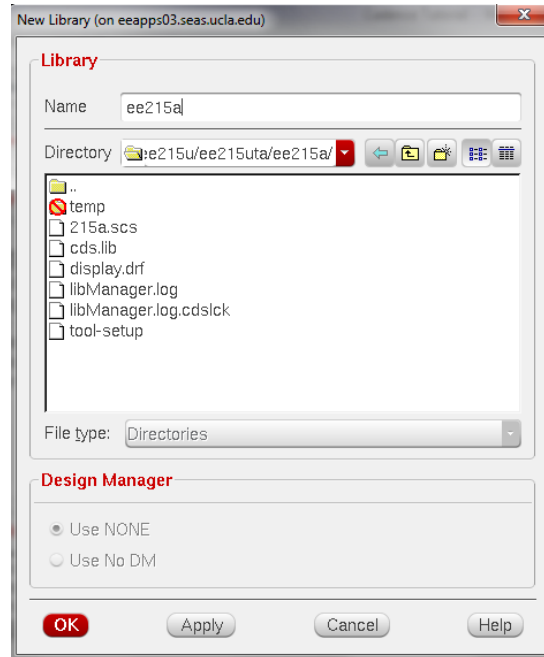 New Library (on eeapps03.seas.ucla.edu)
Library
Name ee215a
Directory ee215u/ee215uta/ee215a/
..
temp
215a.scs
cds.lib
display.drf
libManager.log
libManager.log.cdslck
tool-setup
File type: Directories
Design Manager
Use NONE
Use No DM
OK Apply Cancel Help